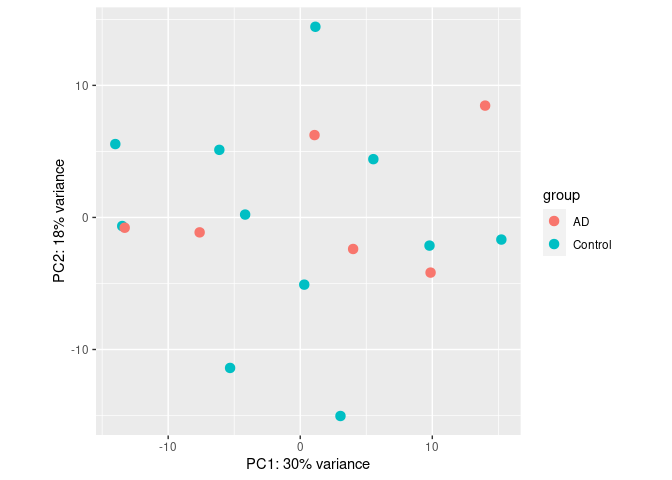 10
0
-10
PC2: 18% variance
-10
0
10
PC1: 30% variance
group
AD
Control